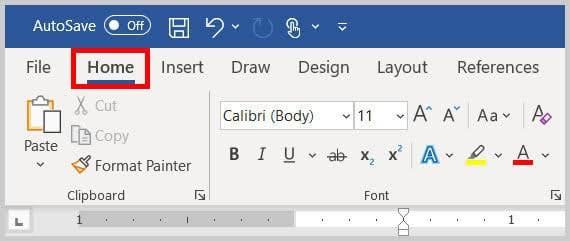 AutoSave Off
File Home Insert Draw Design Layout References
Cut
Calibri (Body) 11 A A Aa A
Copy
Paste
Format Painter
B I U ab x₂ x² A A
Clipboard Font
L 1 1